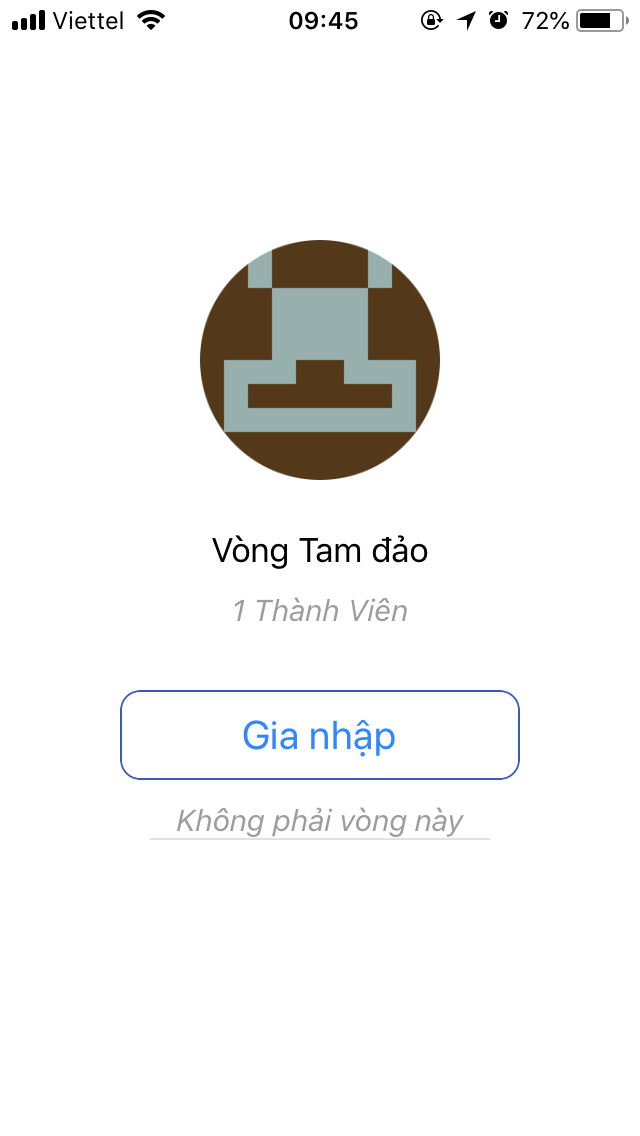 Viettel 09:45 72%
Vòng Tam đảo
1 Thành Viên
Gia nhập
Không phải vòng này